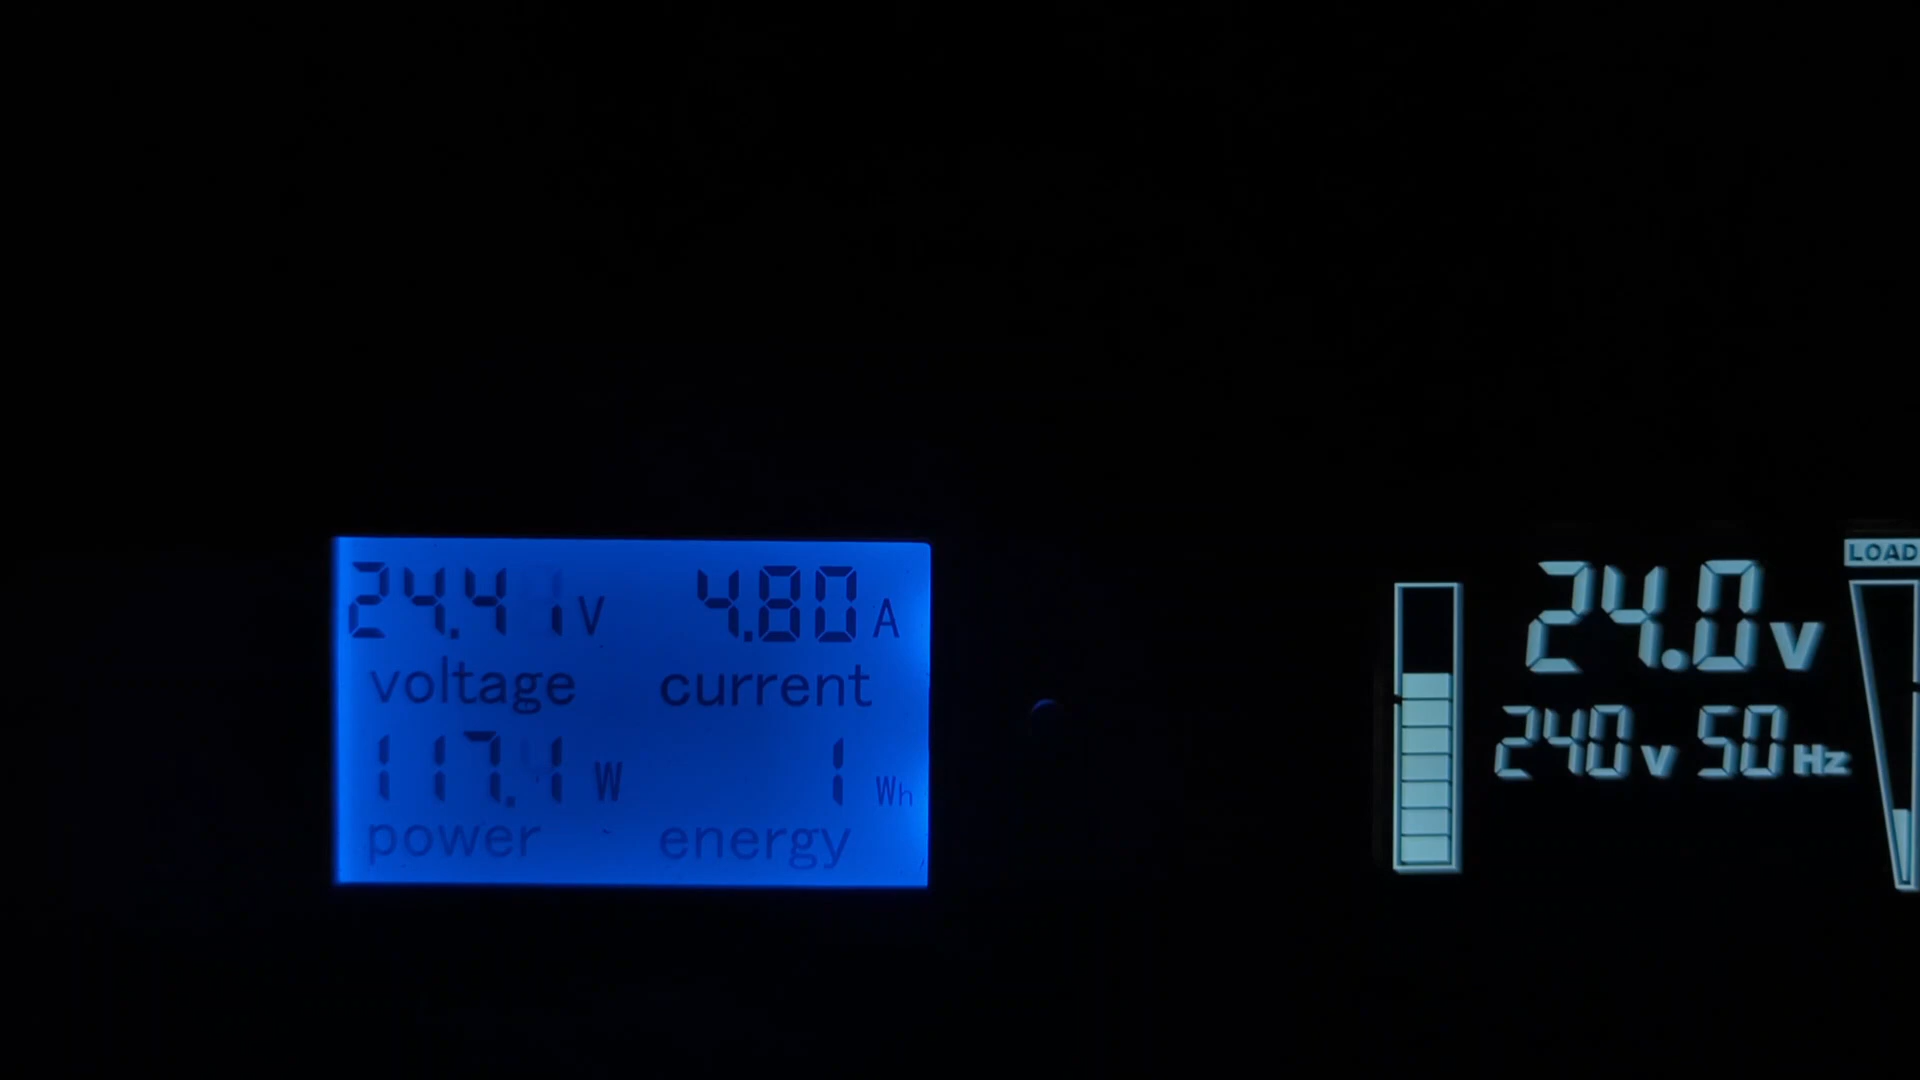 24.41V 4.80A
voltage current
117.1W 1Wh
power energy
LOAD
24.0V
240V 50Hz